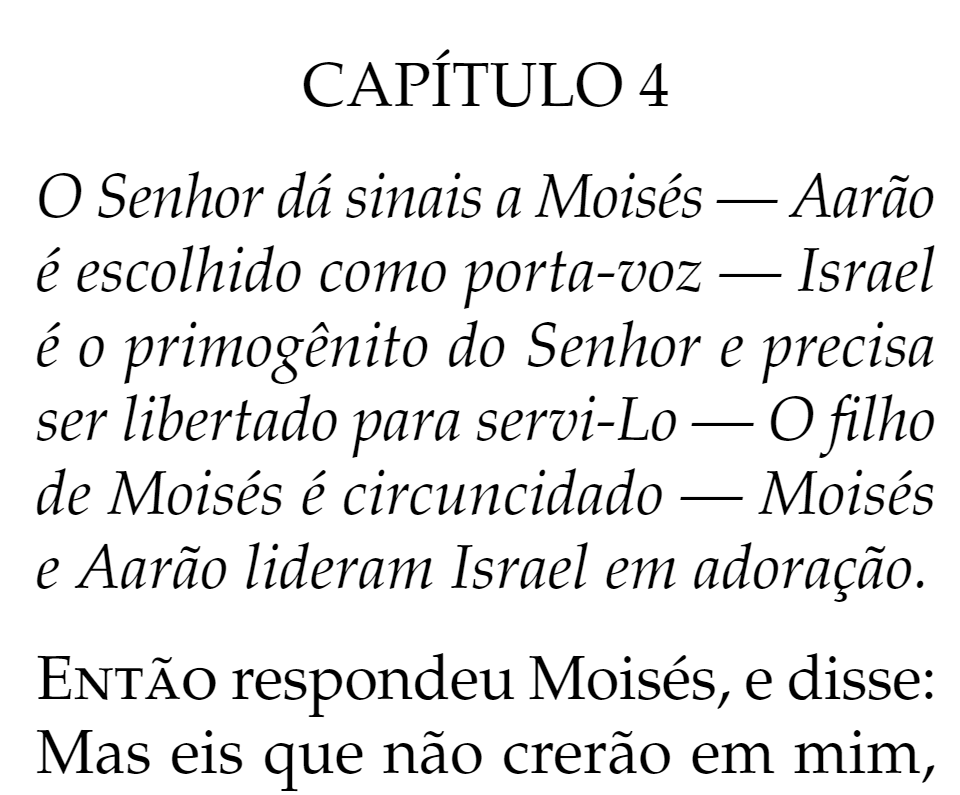 CAPÍTULO 4
O Senhor dá sinais a Moisés — Aarão
é escolhido como porta-voz — Israel
é o primogênito do Senhor e precisa
ser libertado para servi-Lo — O filho
de Moisés é circuncidado — Moisés
e Aarão lideram Israel em adoração.
ENTÃO respondeu Moisés, e disse:
Mas eis que não crerão em mim,